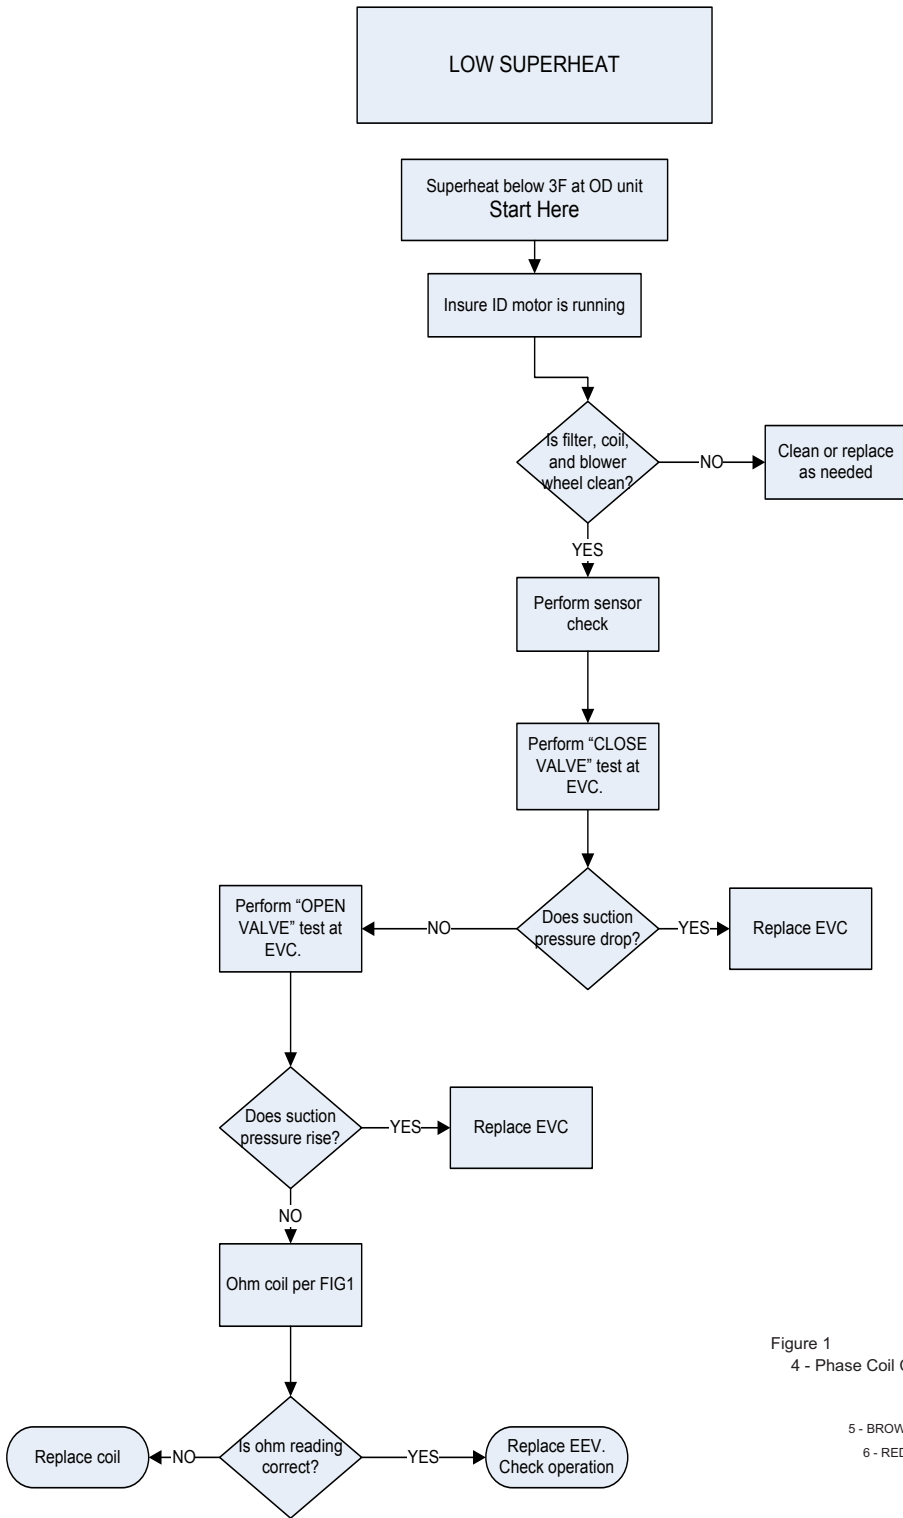 LOW SUPERHEAT
Superheat below 3F at OD unit
Start Here
Insure ID motor is running
Is filter, coil,
and blower
wheel clean?
NO
Clean or replace
as needed
YES
Perform sensor
check
Perform “CLOSE
VALVE” test at
EVC.
Does suction
pressure drop?
YES
Replace EVC
NO
Perform “OPEN
VALVE” test at
EVC.
Does suction
pressure rise?
YES
Replace EVC
NO
Ohm coil per FIG1
Is ohm reading
correct?
NO
Replace coil
YES
Replace EEV.
Check operation
Figure 1
4 - Phase Coil
5 -
6 -